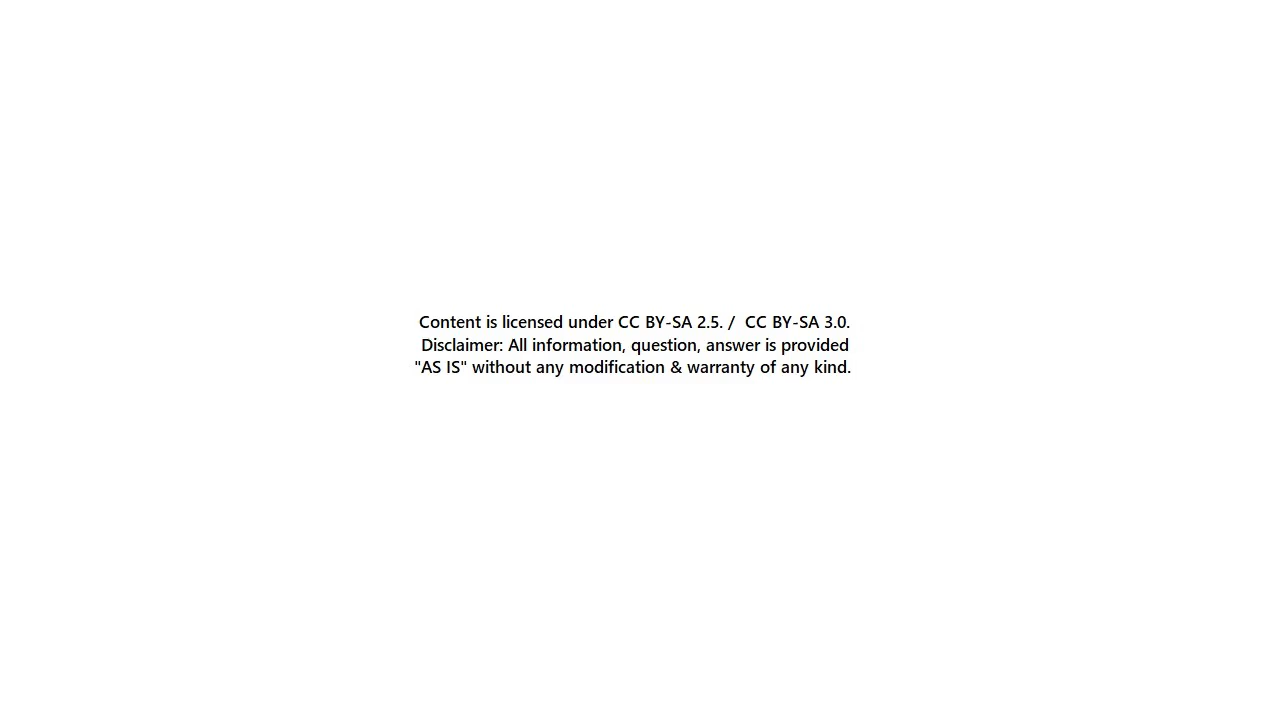 Content is licensed under CC BY-SA 2.5. /  CC BY-SA 3.0.
Disclaimer: All information, question, answer is provided
"AS IS" without any modification & warranty of any kind.